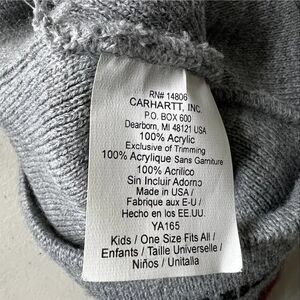 RN# 14806
CARHARTT, INC.
P.O. BOX 600
Dearborn, MI 48121 USA
100% Acrylic
Exclusive of Trimming
100% Acrylique Sans Garniture
100% Acrilico
Sin Incluir Adorno
Made in USA /
Fabrique aux E-U /
Hecho en los EE.UU.
YA165
Kids / One Size Fits All /
Enfants / Taille Universelle /
Niños / Unitalla